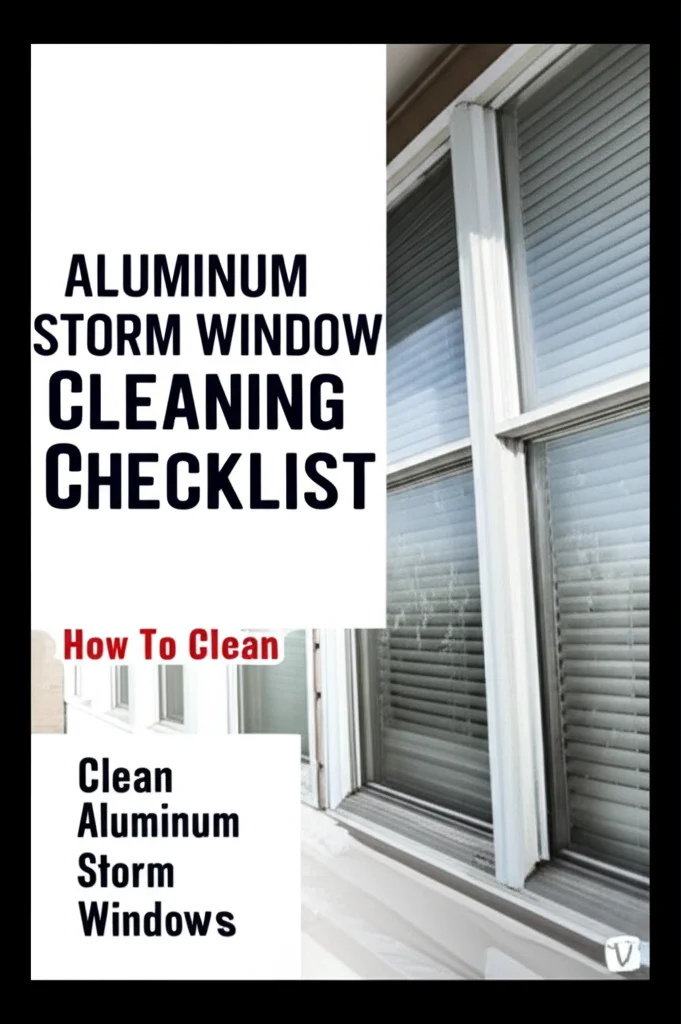 ALUMINUM
STORM WINDOW
CLEANING
CHECKLIST
How To Clean
Clean
Aluminum
Storm
Windows
V